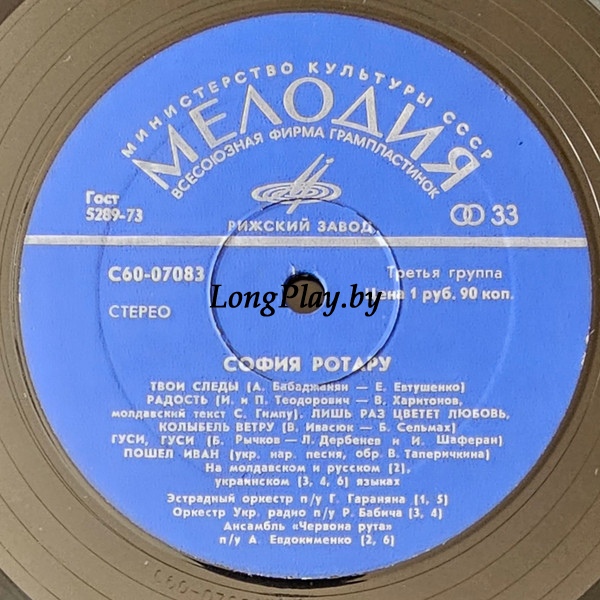 МИНИСТЕРСТВО КУЛЬТУРЫ СССР
МЕЛОДИЯ
ВСЕСОЮЗНАЯ ФИРМА ГРАМПЛАСТИНОК
Гост
5289-73
33
РИЖСКИЙ ЗАВОД
С60-07083
Третья группа
LongPlay.by
Цена 1 руб. 90 коп.
СТЕРЕО
СОФИЯ РОТАРУ
ТВОИ СЛЕДЫ (А. Бабаджанян — Е. Евтушенко)
РАДОСТЬ (И. и П. Теодорович — В. Харитонов,
молдавский текст С. Гимпу). ЛИШЬ РАЗ ЦВЕТЕТ ЛЮБОВЬ,
КОЛЫБЕЛЬ ВЕТРУ (В. Ивасюк — Б. Сельмах)
ГУСИ, ГУСИ (Б. Рычков — Л. Дербенев и И. Шаферан)
ПОШЕЛ ИВАН (укр. нар. песня, обр. В. Таперичкина)
На молдавском и русском (2),
украинском (3, 4, 6) языках
Эстрадный оркестр п/у Г. Гараняна (1, 5)
Оркестр Укр. радио п/у Р. Бабича (3, 4)
Ансамбль «Червона рута»
п/у А. Евдокименко (2, 6)